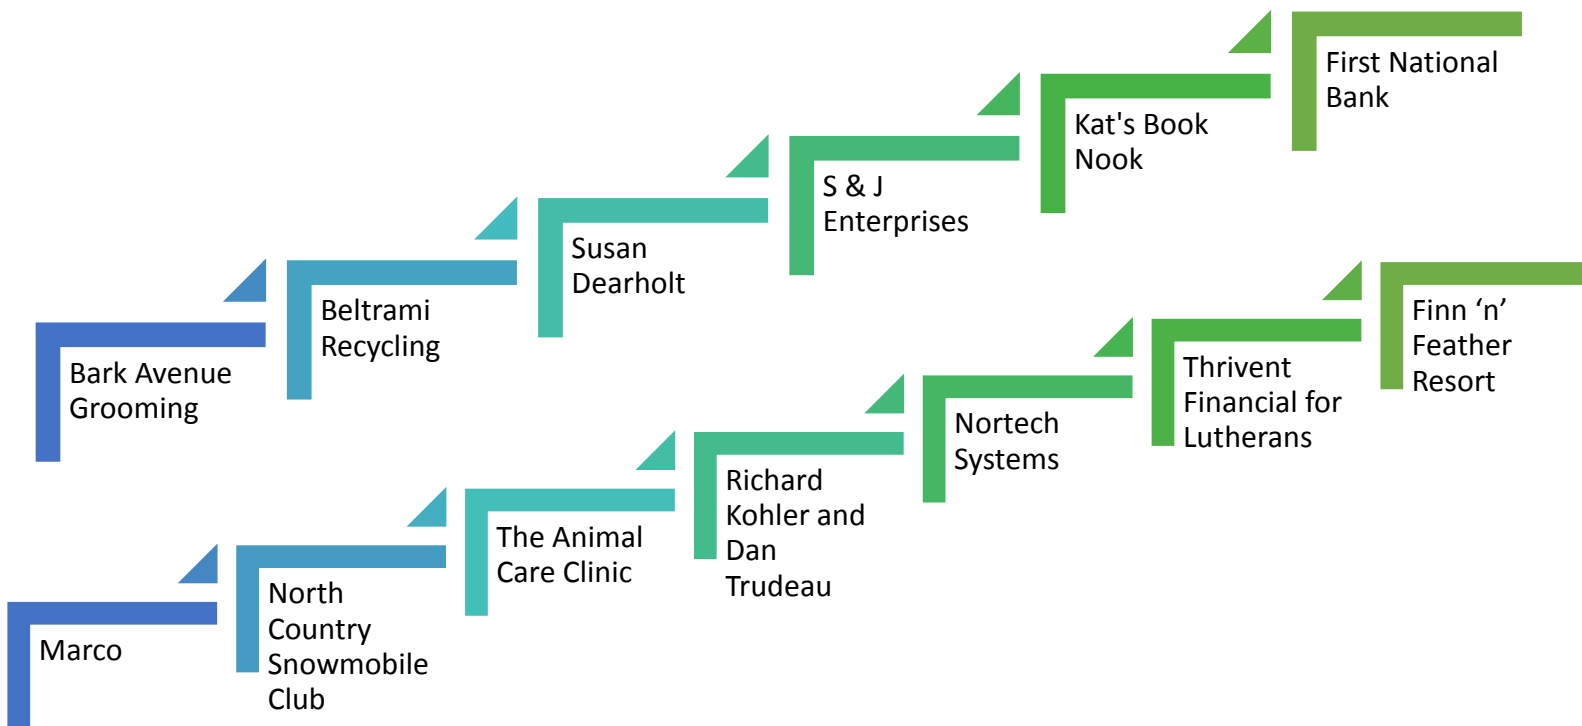 Bark Avenue
Grooming
Beltrami
Recycling
Susan
Dearholt
S & J
Enterprises
Kat's Book
Nook
First National
Bank
Marco
North
Country
Snowmobile
Club
The Animal
Care Clinic
Richard
Kohler and
Dan
Trudeau
Nortech
Systems
Thrivent
Financial for
Lutherans
Finn ‘n’
Feather
Resort